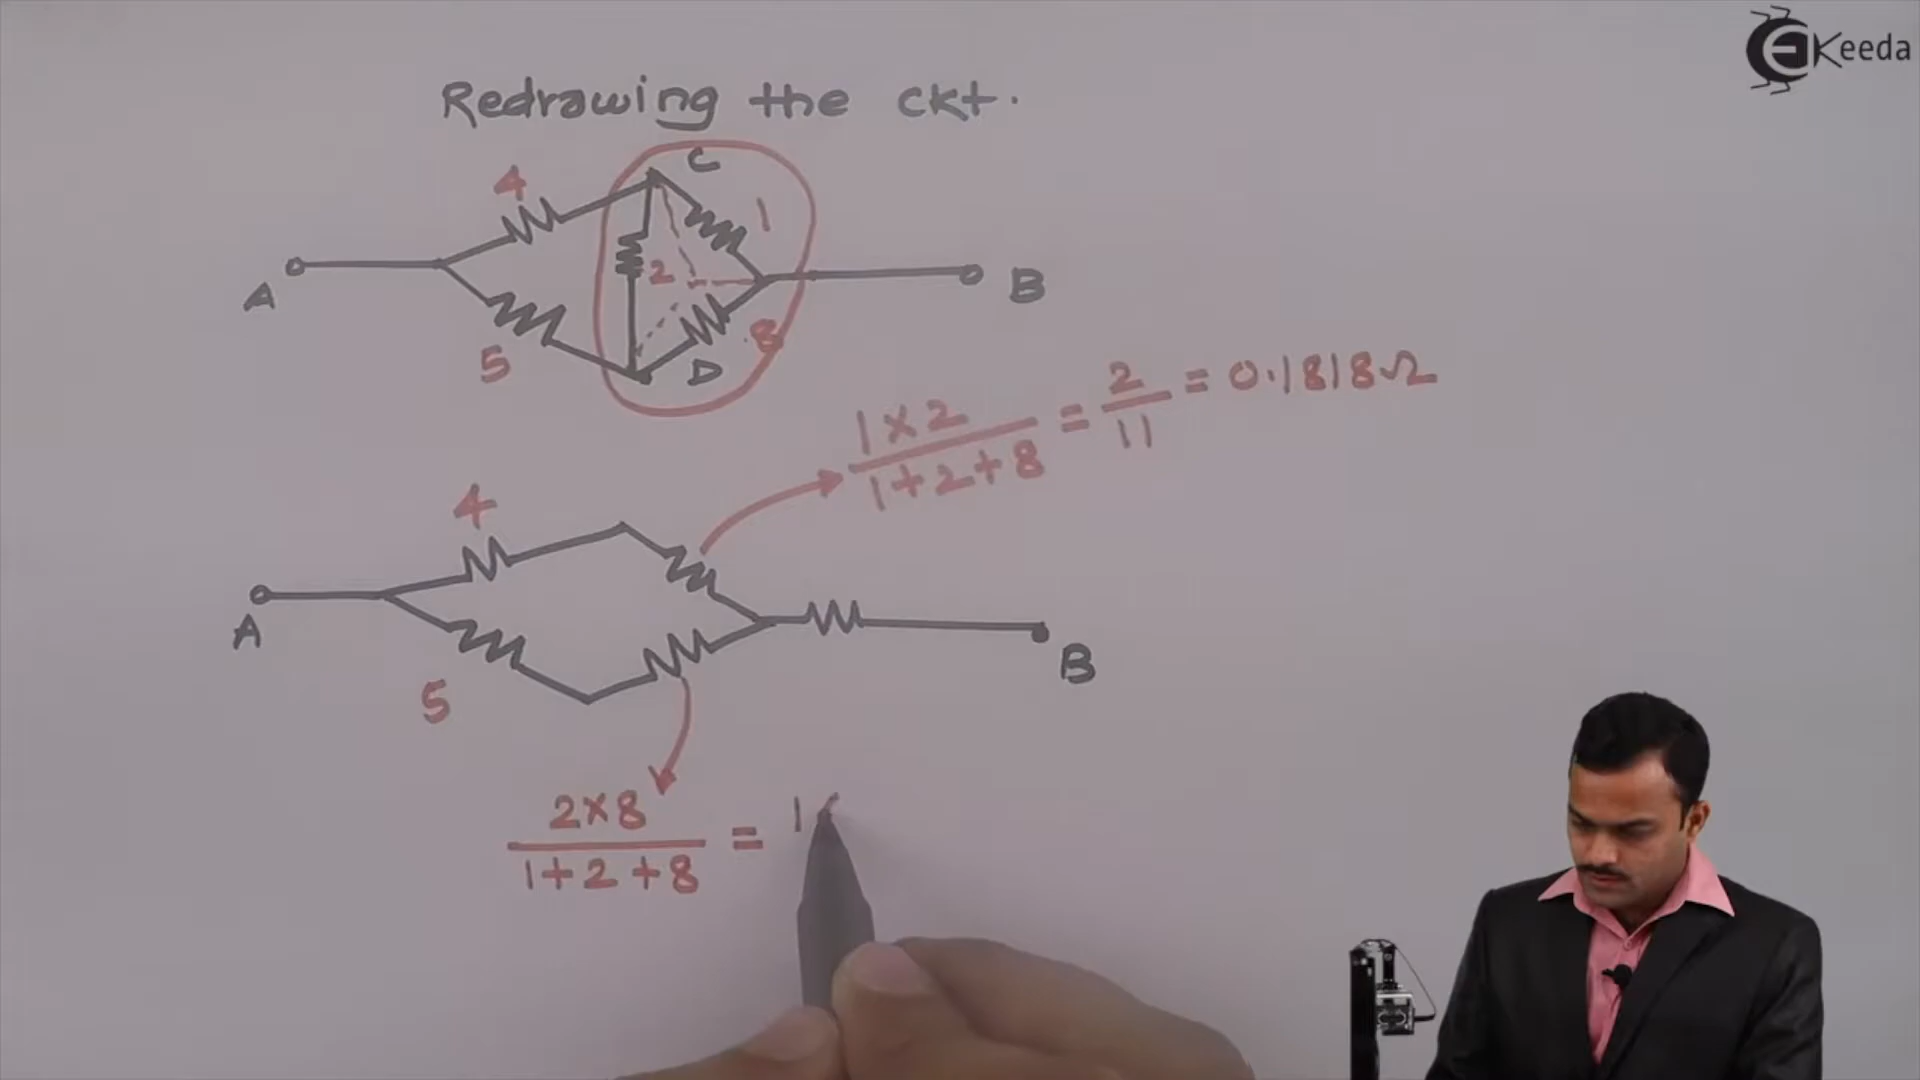 EKeeda
Redrawing the ckt.
C
4
1
2
A
B
5
D
8
1×2
1+2+8
= 2/11 = 0.1818Ω
4
A
B
5
2×8
1+2+8
= 1